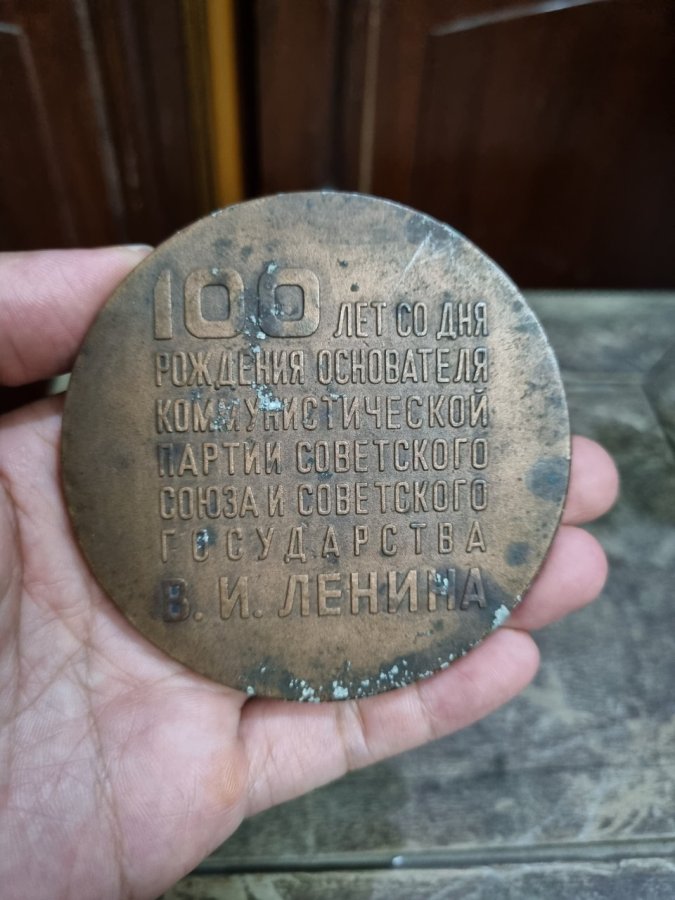 100 ЛЕТ СО ДНЯ
РОЖДЕНИЯ ОСНОВАТЕЛЯ
КОММУНИСТИЧЕСКОЙ
ПАРТИИ СОВЕТСКОГО
СОЮЗА И СОВЕТСКОГО
ГОСУДАРСТВА
В. И. ЛЕНИНА